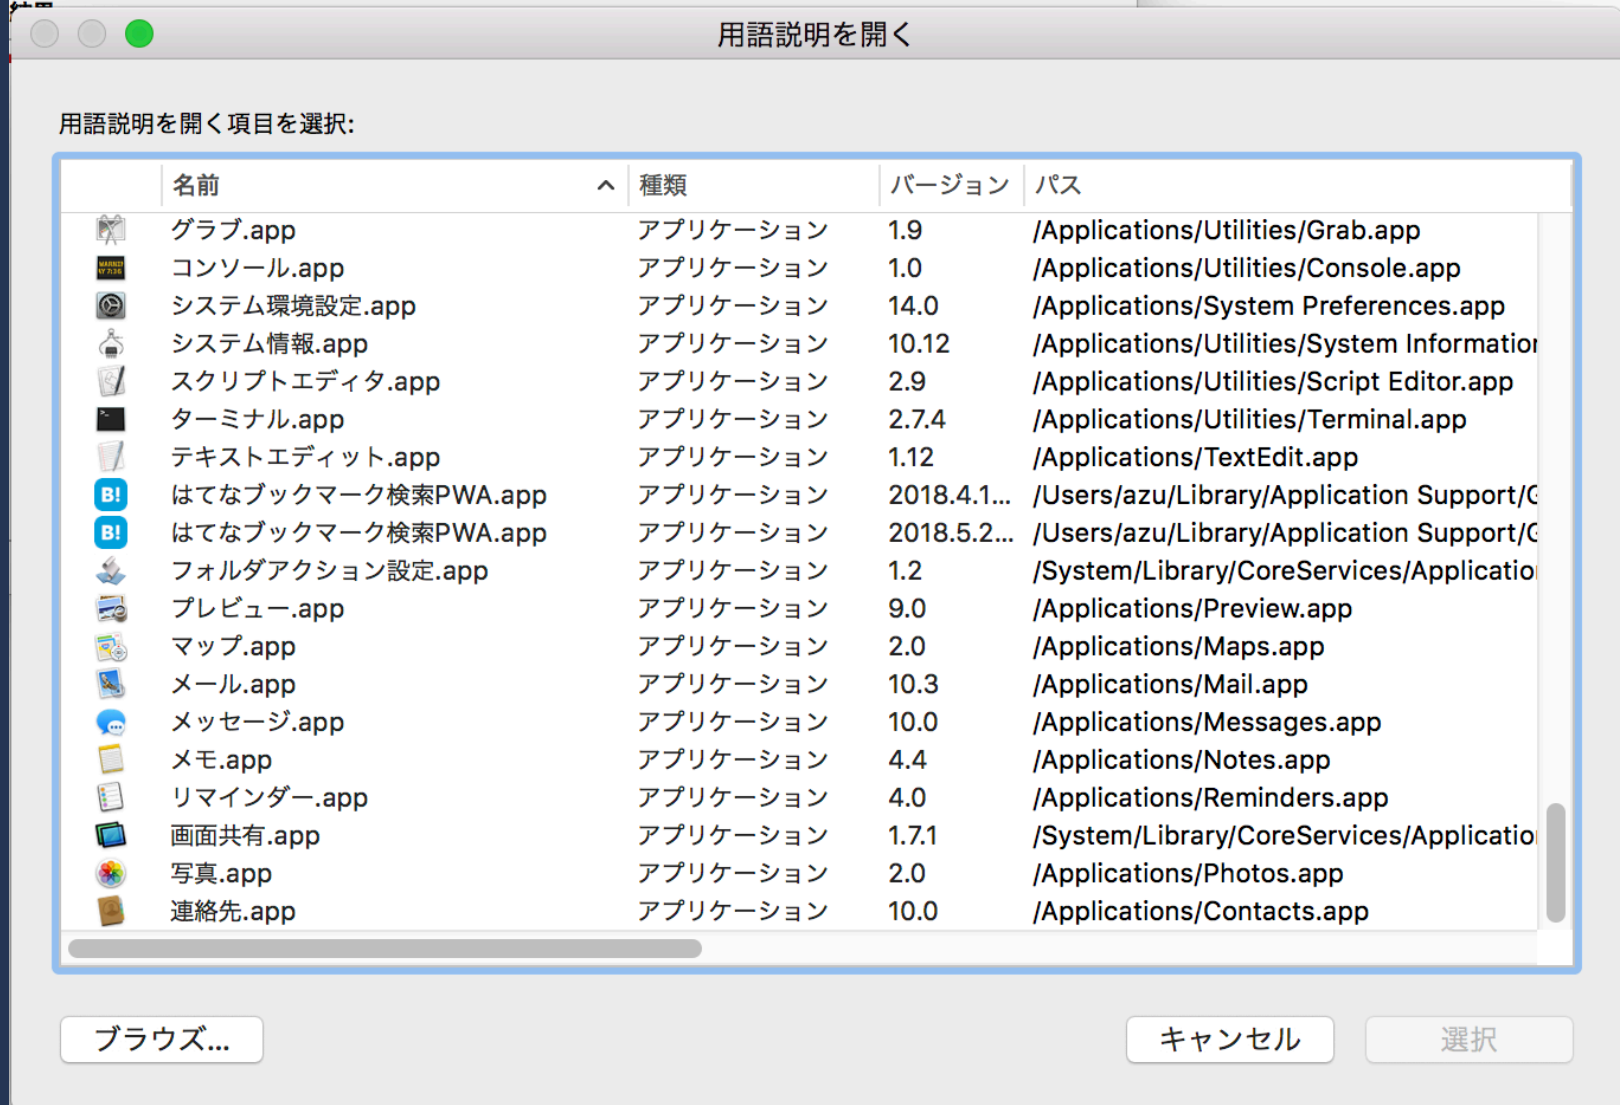 用語説明を開く
用語説明を開く項目を選択:
名前 種類 バージョン パス
グラブ.app アプリケーション 1.9 /Applications/Utilities/Grab.app
コンソール.app アプリケーション 1.0 /Applications/Utilities/Console.app
システム環境設定.app アプリケーション 14.0 /Applications/System Preferences.app
システム情報.app アプリケーション 10.12 /Applications/Utilities/System Information
スクリプトエディタ.app アプリケーション 2.9 /Applications/Utilities/Script Editor.app
ターミナル.app アプリケーション 2.7.4 /Applications/Utilities/Terminal.app
テキストエディット.app アプリケーション 1.12 /Applications/TextEdit.app
B! はてなブックマーク検索PWA.app アプリケーション 2018.4.1... /Users/azu/Library/Application Support/G
B! はてなブックマーク検索PWA.app アプリケーション 2018.5.2... /Users/azu/Library/Application Support/G
フォルダアクション設定.app アプリケーション 1.2 /System/Library/CoreServices/Application
プレビュー.app アプリケーション 9.0 /Applications/Preview.app
マップ.app アプリケーション 2.0 /Applications/Maps.app
メール.app アプリケーション 10.3 /Applications/Mail.app
メッセージ.app アプリケーション 10.0 /Applications/Messages.app
メモ.app アプリケーション 4.4 /Applications/Notes.app
リマインダー.app アプリケーション 4.0 /Applications/Reminders.app
画面共有.app アプリケーション 1.7.1 /System/Library/CoreServices/Application
写真.app アプリケーション 2.0 /Applications/Photos.app
連絡先.app アプリケーション 10.0 /Applications/Contacts.app
ブラウズ... キャンセル 選択